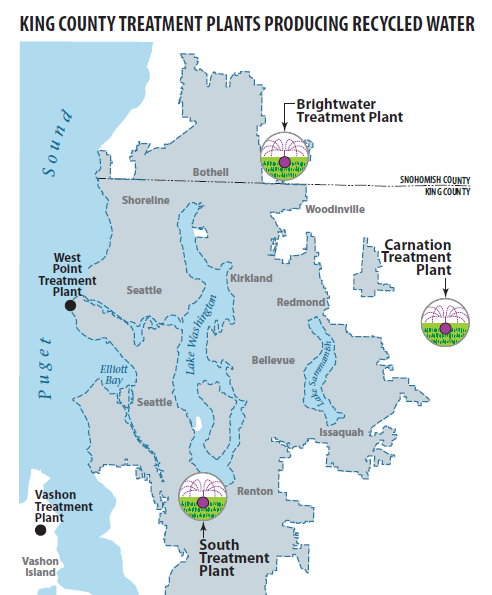 KING COUNTY TREATMENT PLANTS PRODUCING RECYCLED WATER
Brightwater
Treatment Plant
Puget Sound
Bothell
SNOHOMISH COUNTY
KING COUNTY
Shoreline
Woodinville
Carnation
Treatment
Plant
West
Point
Treatment
Plant
Seattle
Kirkland
Redmond
Lake Washington
Lake Sammamish
Bellevue
Elliott
Bay
Seattle
Issaquah
Vashon
Treatment
Plant
Renton
South
Treatment
Plant
Vashon
Island